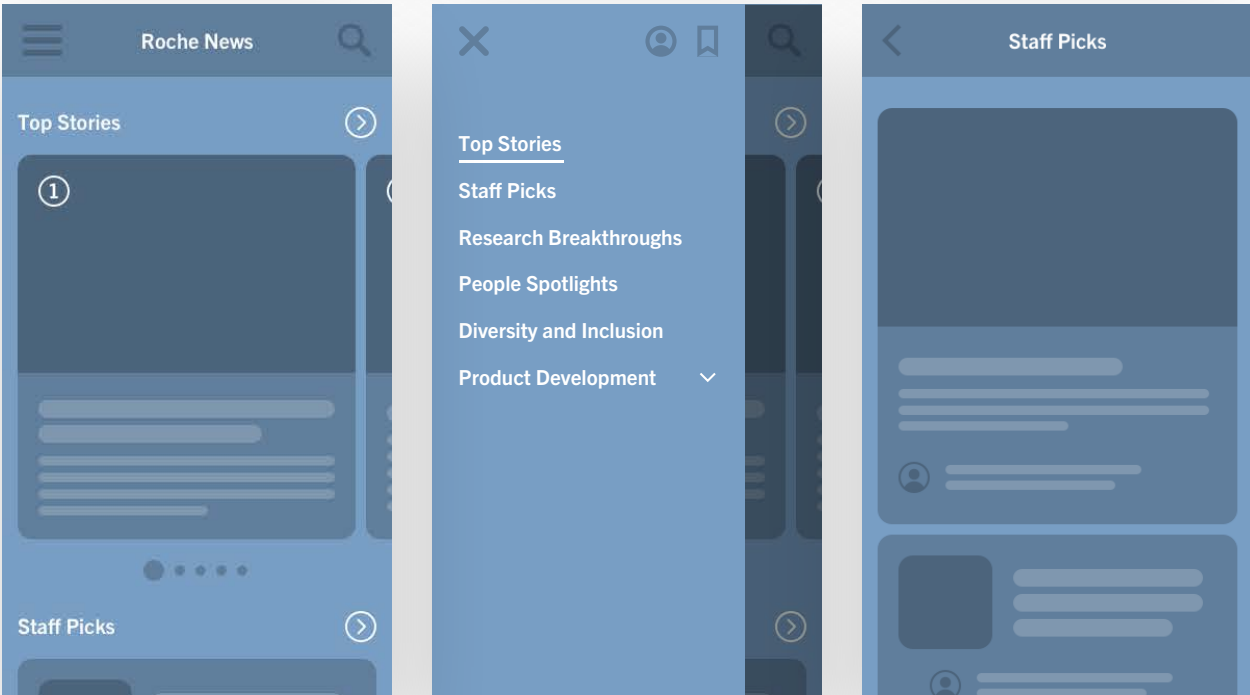 Roche News
Top Stories
1
Staff Picks
Top Stories
Staff Picks
Research Breakthroughs
People Spotlights
Diversity and Inclusion
Product Development
Staff Picks